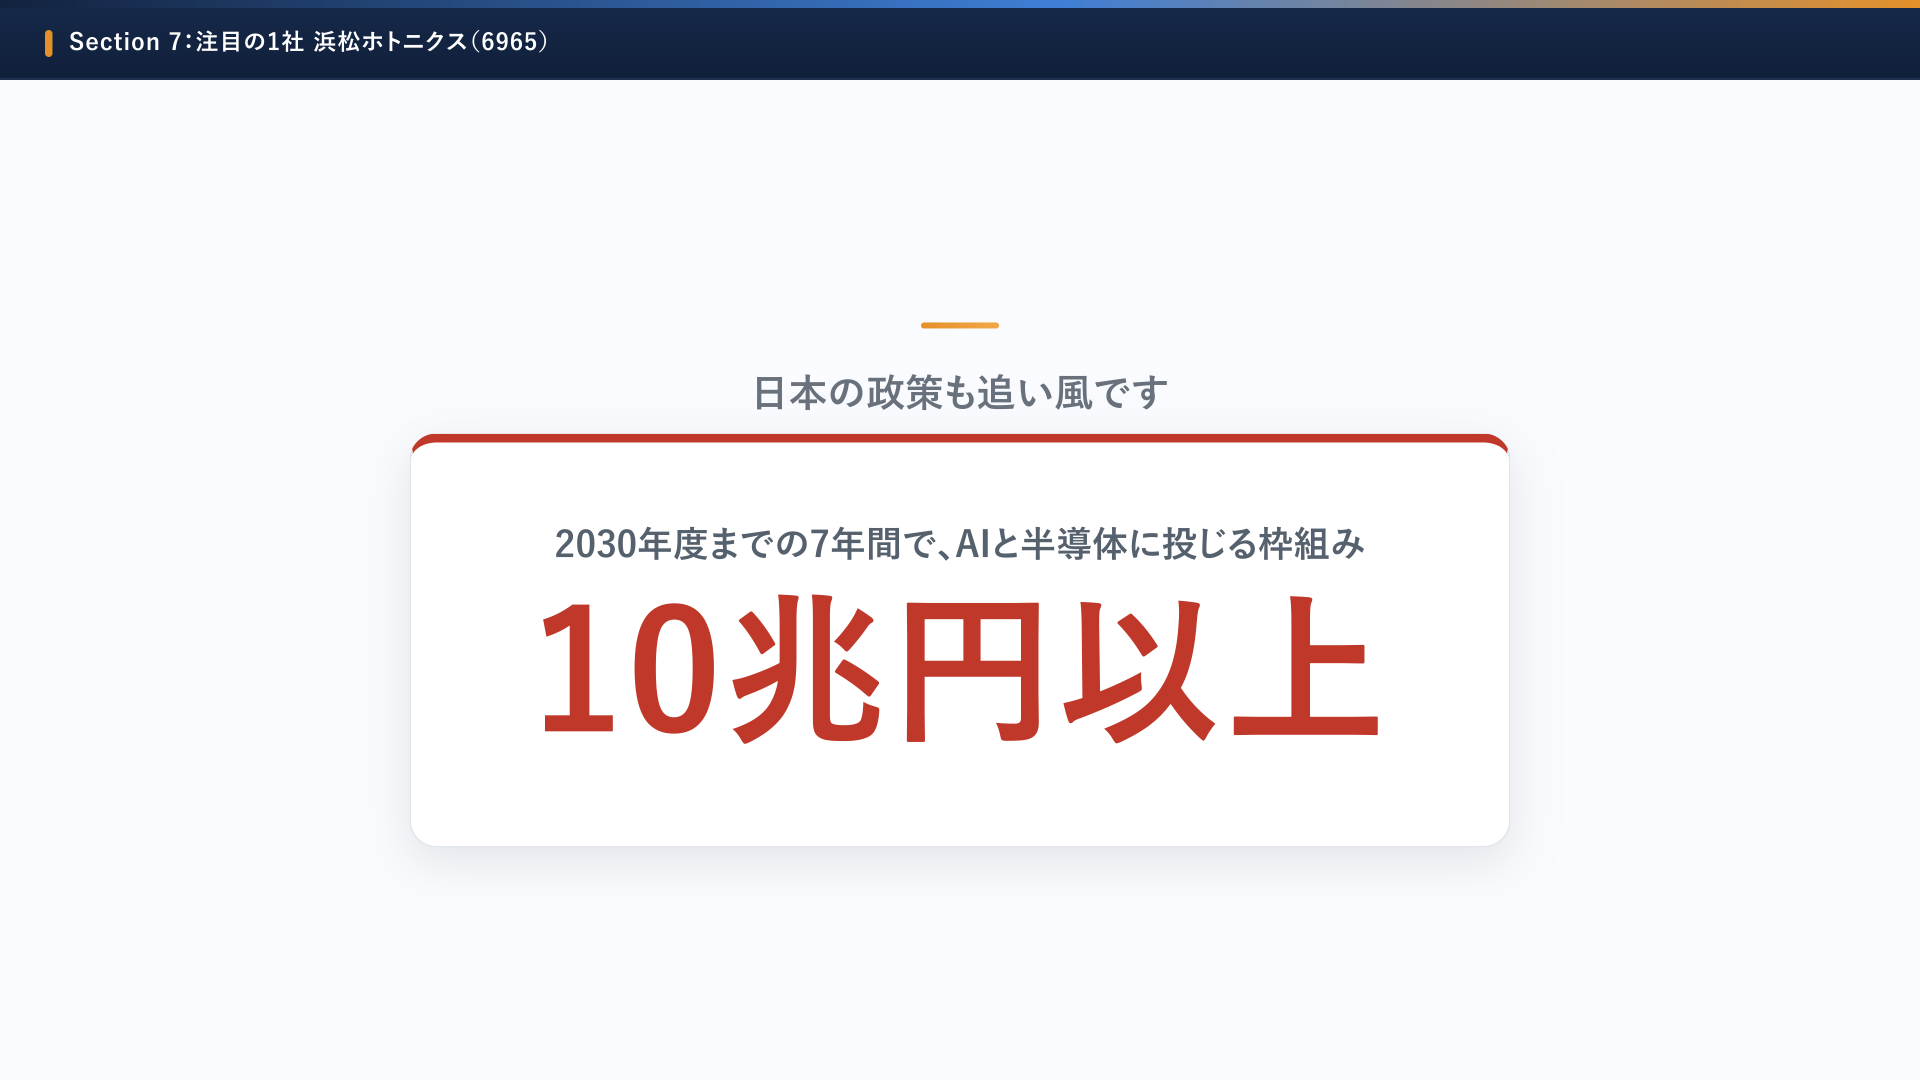 Section 7：注目の1社 浜松ホトニクス（6965）
日本の政策も追い風です
2030年度までの7年間で、AIと半導体に投じる枠組み
10兆円以上